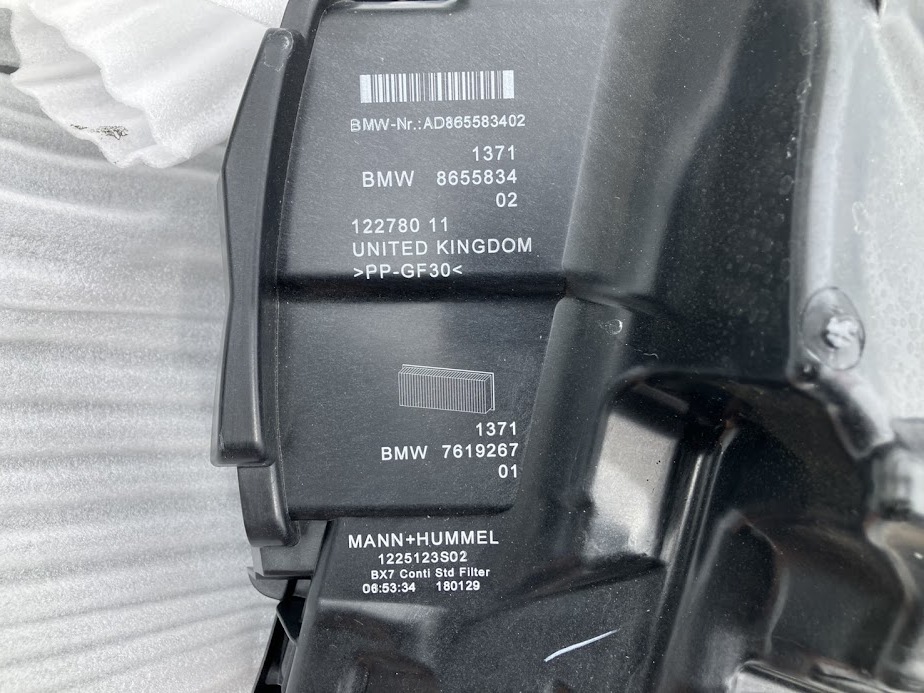 BMW-Nr.:AD865583402
1371
BMW 8655834
02
122780 11
UNITED KINGDOM
>PP-GF30<
1371
BMW 7619267
01
MANN+HUMMEL
1225123S02
BX7 Conti Std Filter
06:53:34 180129